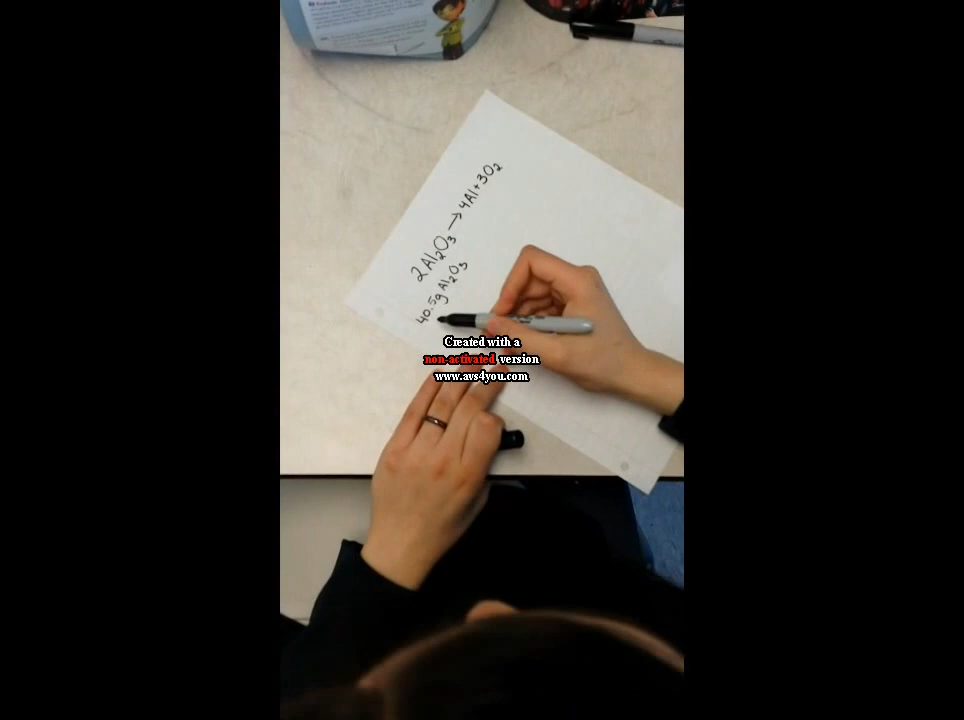 2Al₂O₃ → 4Al + 3O₂
40.5g Al₂O₃
Created with a
non-activated version
www.avs4you.com